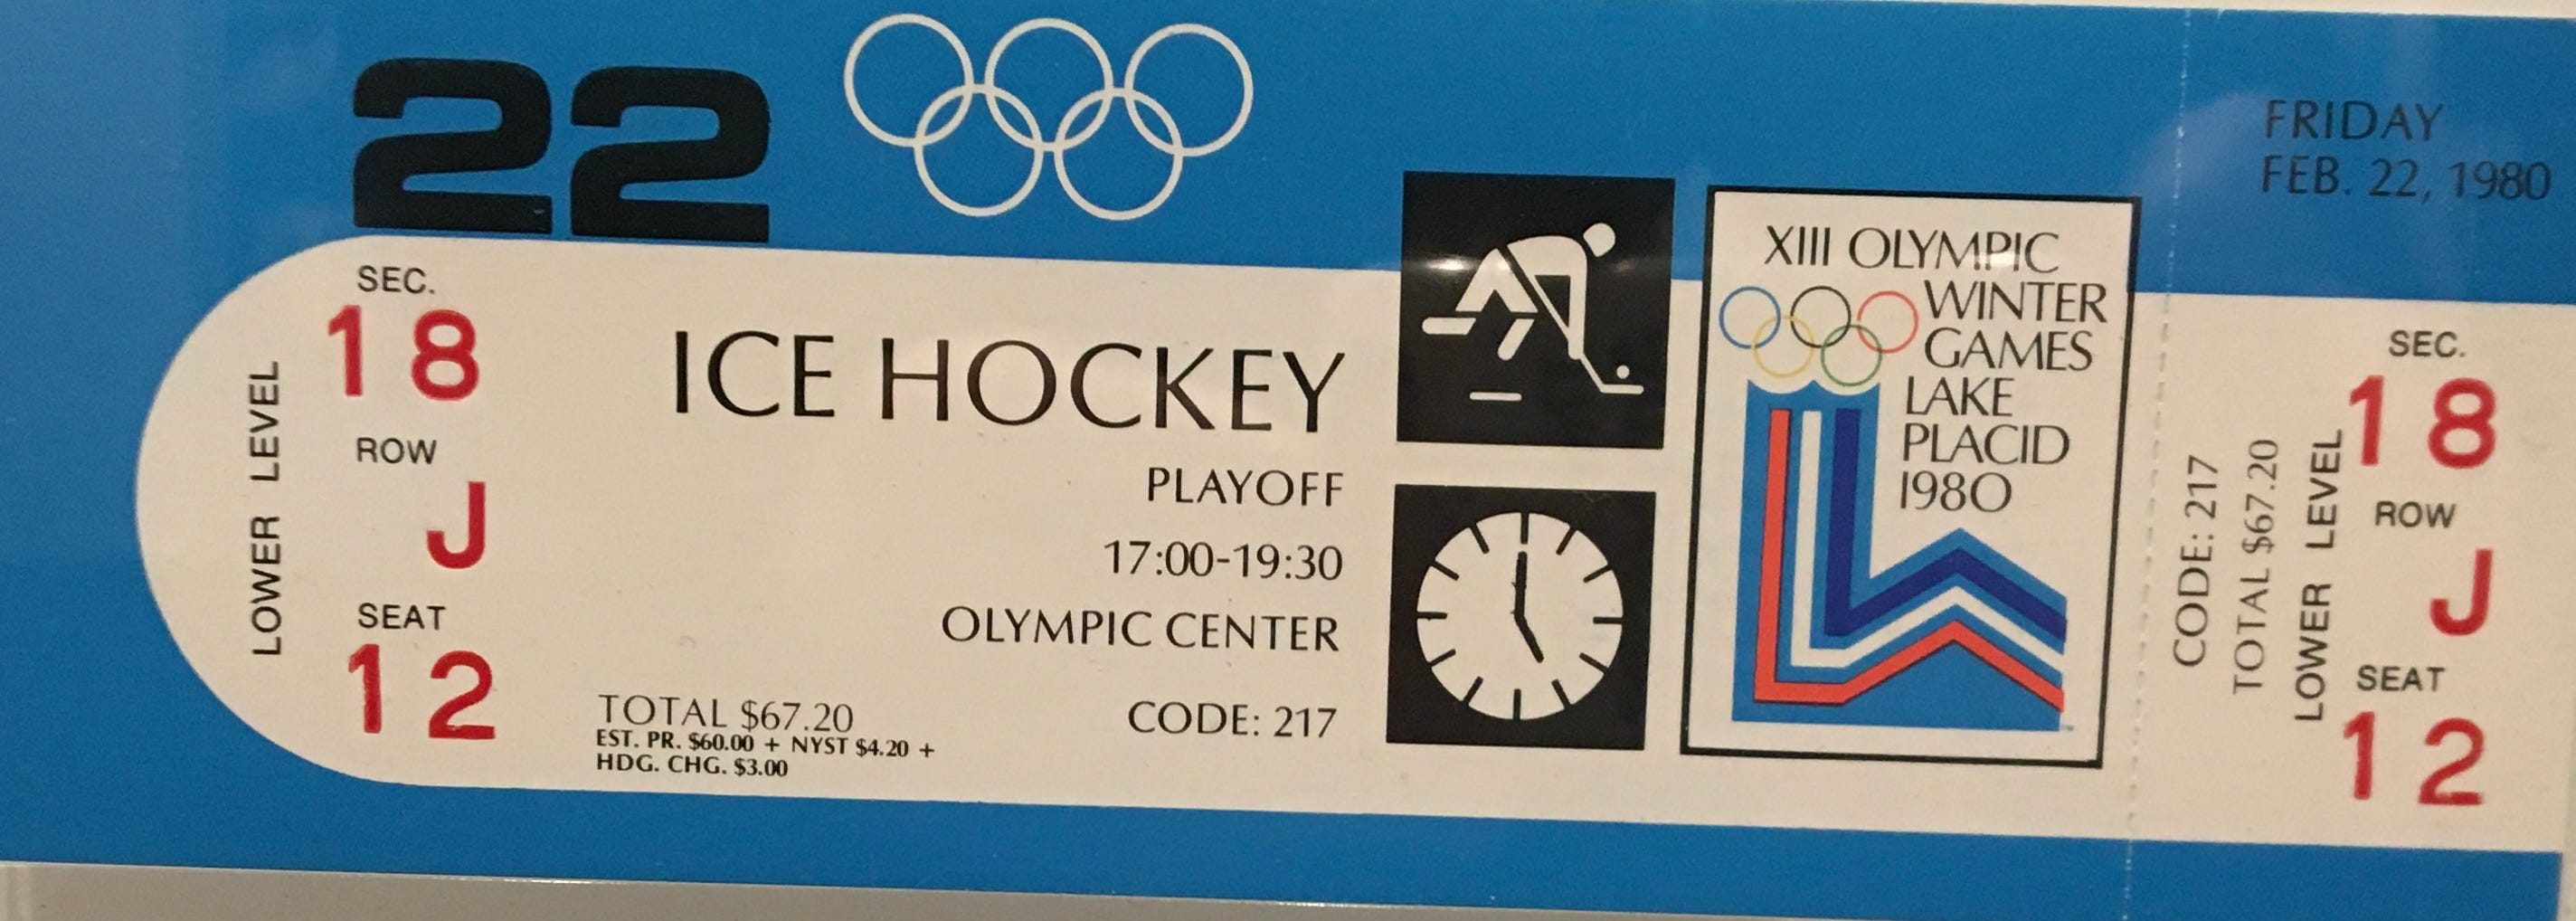 22
LOWER LEVEL
SEC.
18
ROW
J
SEAT
12
ICE HOCKEY
PLAYOFF
17:00-19:30
OLYMPIC CENTER
CODE: 217
TOTAL $67.20
EST. PR. $60.00 + NYST $4.20 +
HDG. CHG. $3.00
XIII OLYMPIC
WINTER
GAMES
LAKE
PLACID
1980
FRIDAY
FEB. 22, 1980
CODE: 217
TOTAL $67.20
LOWER LEVEL
SEC.
18
ROW
J
SEAT
12